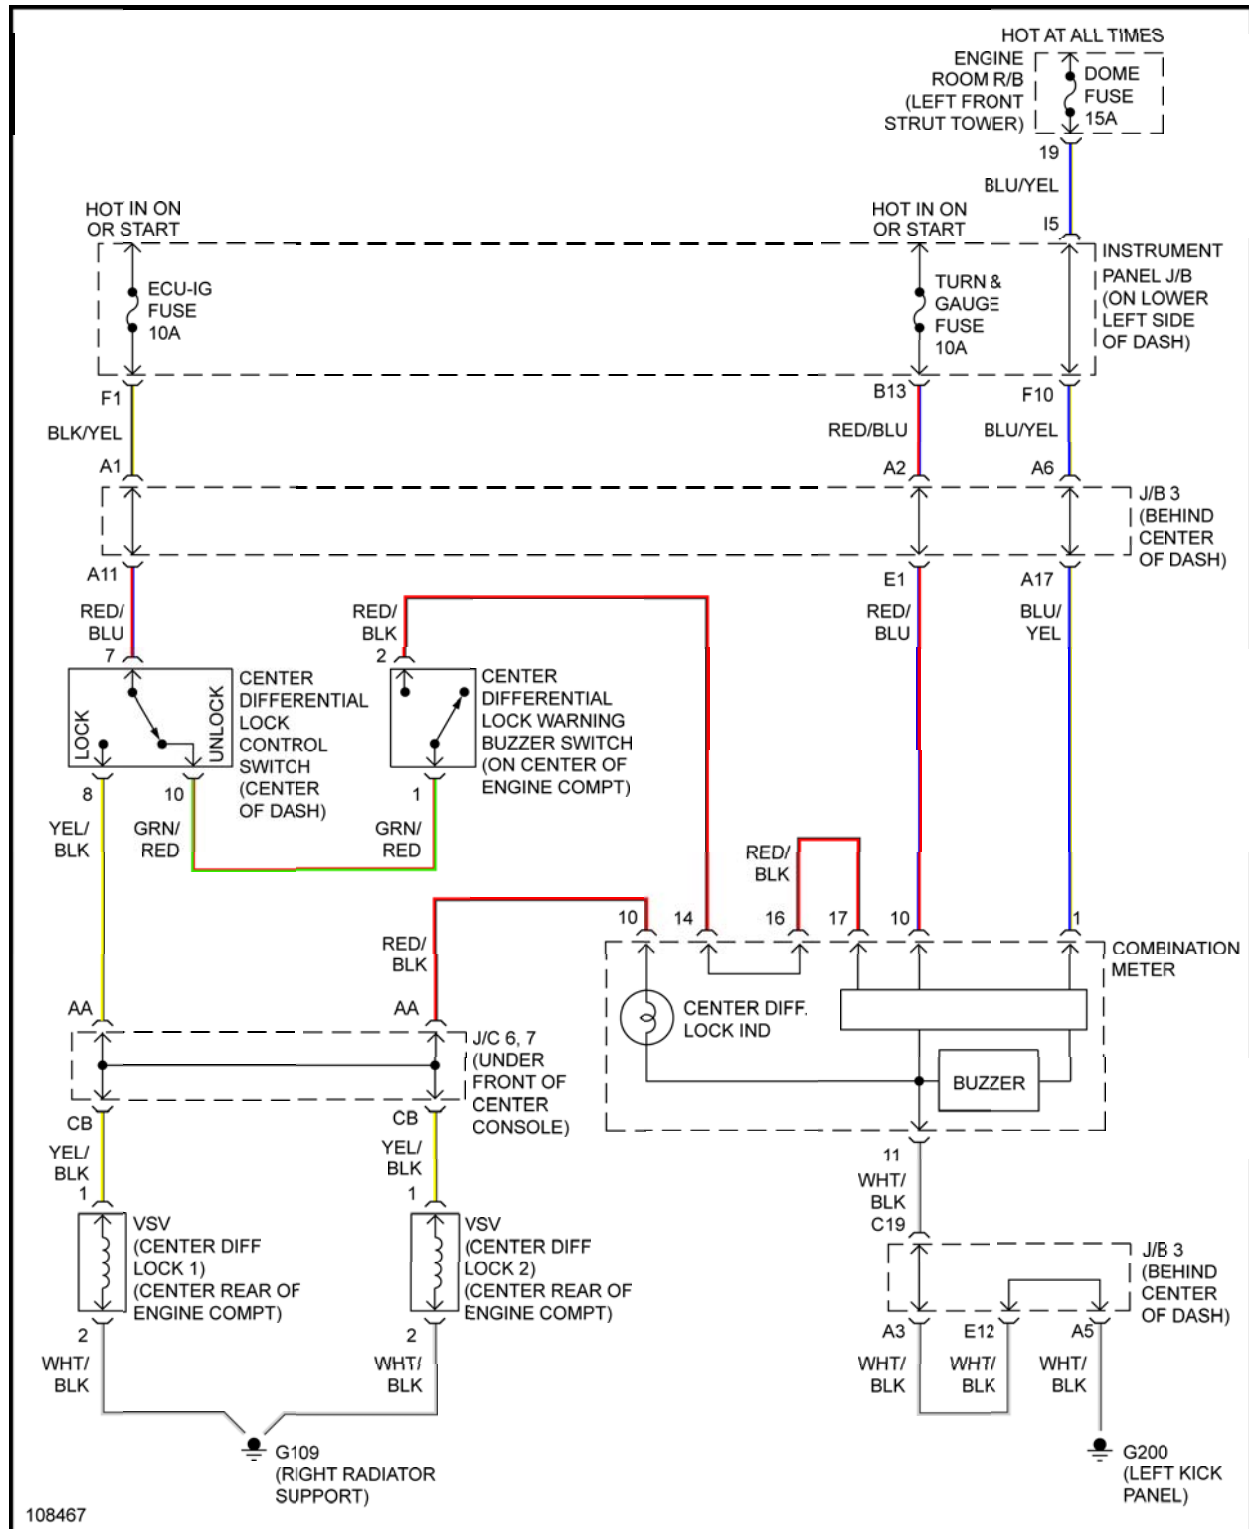 HOT AT ALL TIMES
ENGINE
ROOM R/B
(LEFT FRONT
STRUT TOWER)
DOME
FUSE
15A
19
BLU/YEL
I5
HOT IN ON
OR START
HOT IN ON
OR START
ECU-IG
FUSE
10A
TURN &
GAUGE
FUSE
10A
INSTRUMENT
PANEL J/B
(ON LOWER
LEFT SIDE
OF DASH)
F1
B13
F10
BLK/YEL
RED/BLU
BLU/YEL
A1
A2
A6
J/B 3
(BEHIND
CENTER
OF DASH)
A11
E1
A17
RED/
BLU
RED/
BLK
RED/
BLU
BLU/
YEL
7
2
LOCK
UNLOCK
CENTER
DIFFERENTIAL
LOCK
CONTROL
SWITCH
(CENTER
OF DASH)
CENTER
DIFFERENTIAL
LOCK WARNING
BUZZER SWITCH
(ON CENTER OF
ENGINE COMPT)
8
10
1
YEL/
BLK
GRN/
RED
GRN/
RED
RED/
BLK
10
14
16
17
10
1
RED/
BLK
COMBINATION
METER
CENTER DIFF.
LOCK IND
BUZZER
AA
AA
J/C 6, 7
(UNDER
FRONT OF
CENTER
CONSOLE)
CB
CB
YEL/
BLK
YEL/
BLK
11
WHT/
BLK
C19
1
1
VSV
(CENTER DIFF
LOCK 1)
(CENTER REAR OF
ENGINE COMPT)
VSV
(CENTER DIFF
LOCK 2)
(CENTER REAR OF
ENGINE COMPT)
J/B 3
(BEHIND
CENTER
OF DASH)
2
2
A3
E12
A5
WHT/
BLK
WHT/
BLK
WHT/
BLK
WHT/
BLK
WHT/
BLK
G109
(RIGHT RADIATOR
SUPPORT)
G200
(LEFT KICK
PANEL)
108467